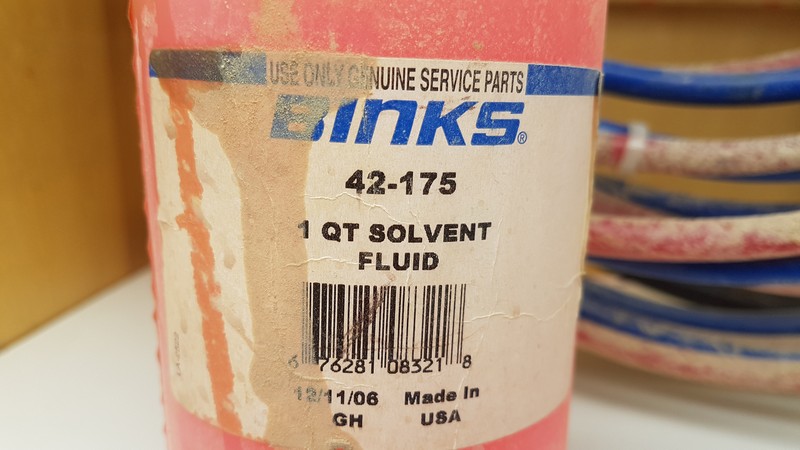 USE ONLY GENUINE SERVICE PARTS
BINKS®
42-175
1 QT SOLVENT
FLUID
6 76281 08321 8
12/11/06 Made In
GH USA